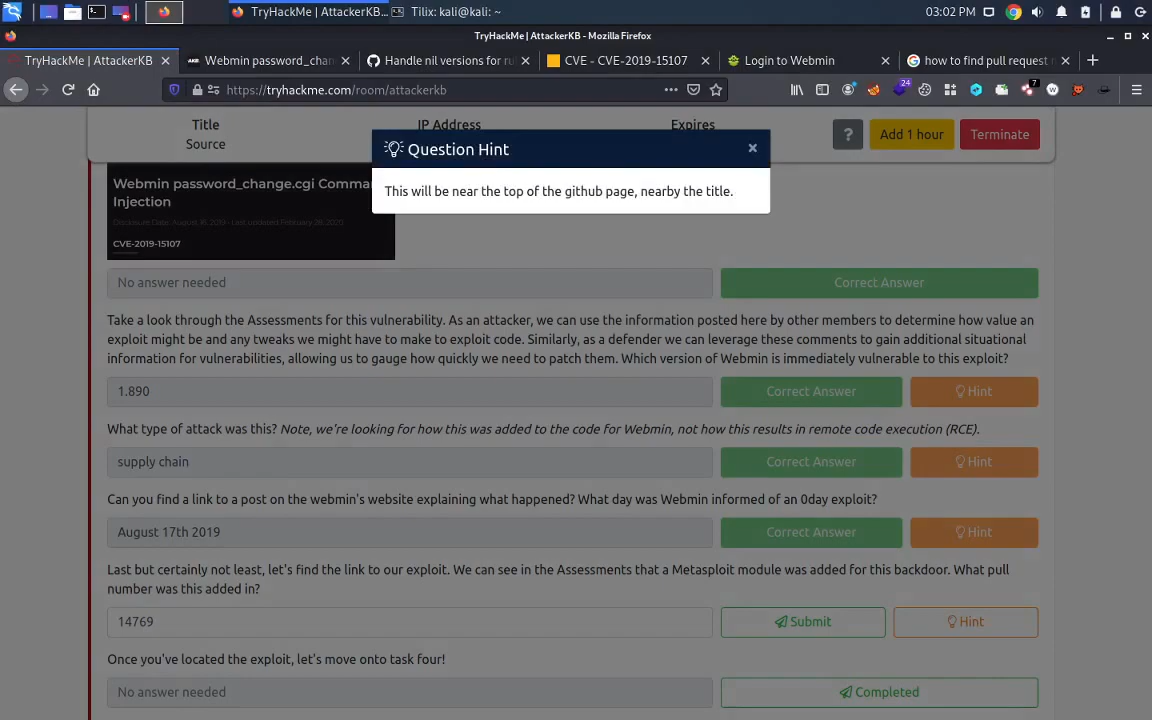 TryHackMe | AttackerKB...
Tilix: kali@kali: ~
03:02 PM
TryHackMe | AttackerKB - Mozilla Firefox
TryHackMe | AttackerKB
Webmin password_chan
Handle nil versions for ru
CVE - CVE-2019-15107
Login to Webmin
how to find pull request n
https://tryhackme.com/room/attackerkb
24
7
Title
IP Address
Expires
Source
?
Add 1 hour
Terminate
Question Hint
This will be near the top of the github page, nearby the title.
Webmin password_change.cgi Comma
Injection
Disclosure Date: August 16, 2019 • Last updated February 28, 2020
CVE-2019-15107
No answer needed
Correct Answer
Take a look through the Assessments for this vulnerability. As an attacker, we can use the information posted here by other members to determine how value an
exploit might be and any tweaks we might have to make to exploit code. Similarly, as a defender we can leverage these comments to gain additional situational
information for vulnerabilities, allowing us to gauge how quickly we need to patch them. Which version of Webmin is immediately vulnerable to this exploit?
1.890
Correct Answer
Hint
What type of attack was this? Note, we're looking for how this was added to the code for Webmin, not how this results in remote code execution (RCE).
supply chain
Correct Answer
Hint
Can you find a link to a post on the webmin's website explaining what happened? What day was Webmin informed of an 0day exploit?
August 17th 2019
Correct Answer
Hint
Last but certainly not least, let's find the link to our exploit. We can see in the Assessments that a Metasploit module was added for this backdoor. What pull
number was this added in?
14769
Submit
Hint
Once you've located the exploit, let's move onto task four!
No answer needed
Completed